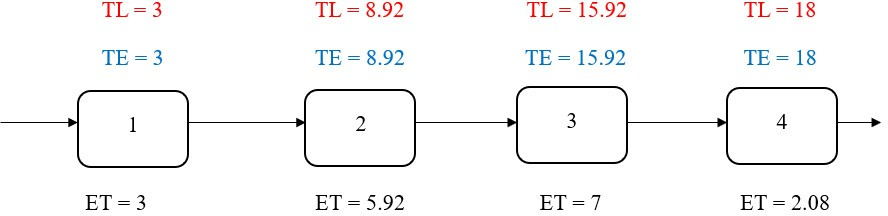 TL = 3 TL = 8.92 TL = 15.92 TL = 18
TE = 3 TE = 8.92 TE = 15.92 TE = 18
1 2 3 4
ET = 3 ET = 5.92 ET = 7 ET = 2.08